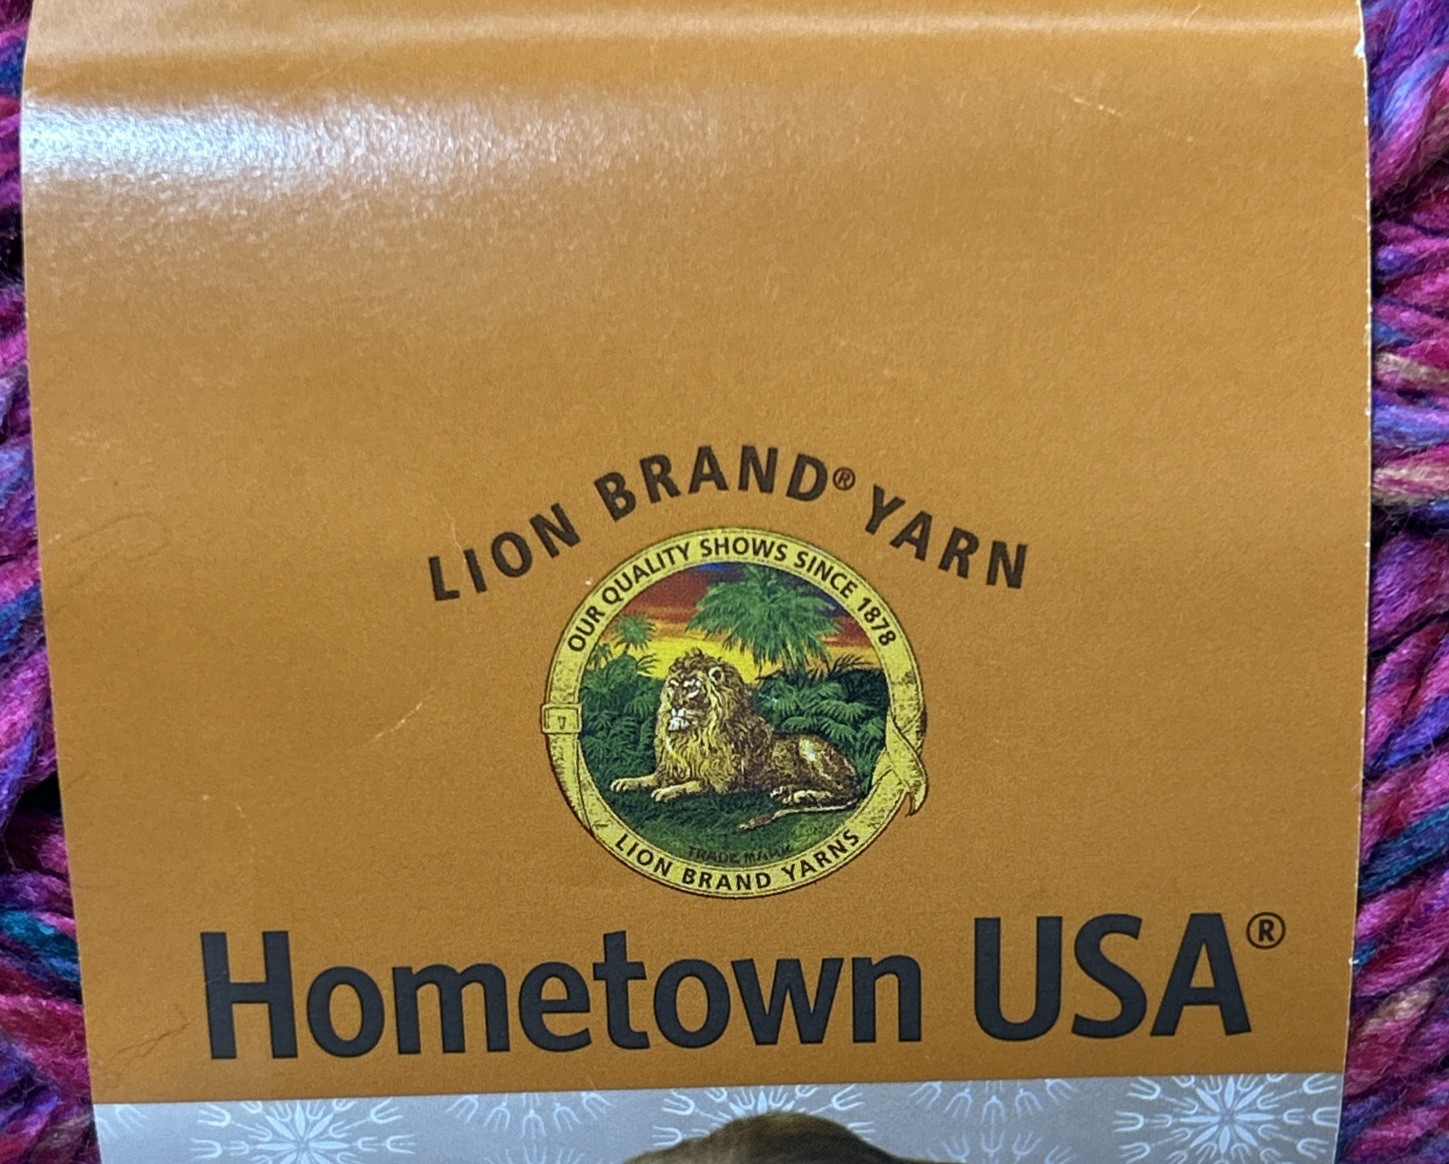 LION BRAND® YARN
OUR QUALITY SHOWS SINCE 1878
TRADE MARK
LION BRAND YARNS
Hometown USA®